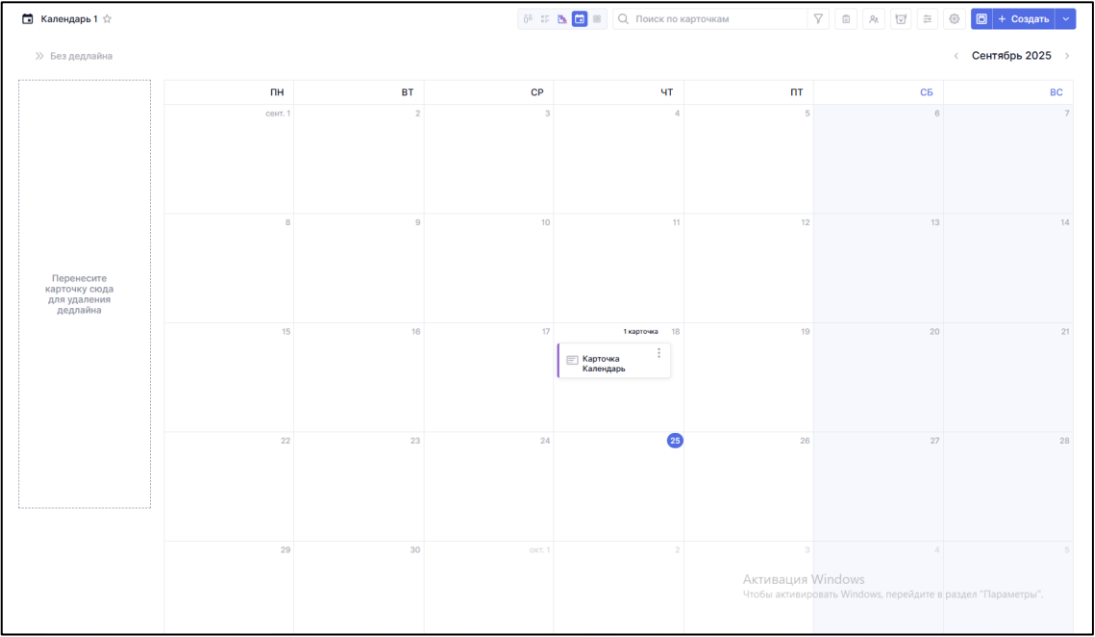 Календарь 1
Поиск по карточкам
+ Создать
Без дедлайна
Сентябрь 2025
ПН ВТ СР ЧТ ПТ СБ ВС
сент. 1 2 3 4 5 6 7
8 9 10 11 12 13 14
Перенесите
карточку сюда
для удаления
дедлайна
15 16 17 1 карточка 18 19 20 21
Карточка
Календарь
22 23 24 25 26 27 28
29 30 окт. 1 2 3 4 5
Активация Windows
Чтобы активировать Windows, перейдите в раздел "Параметры".